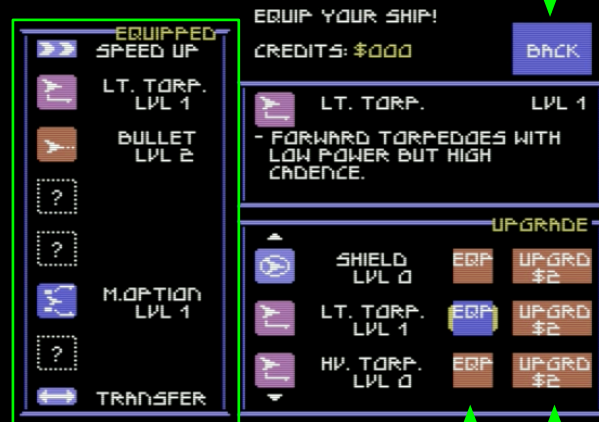 EQUIPPED
SPEED UP
LT. TORP.
LVL 1
BULLET
LVL 2
?
?
M.OPTION
LVL 1
?
TRANSFER
EQUIP YOUR SHIP!
CREDITS: $000
BACK
LT. TORP. LVL 1
- FORWARD TORPEDOES WITH
LOW POWER BUT HIGH
CADENCE.
UPGRADE
SHIELD EQP UPGRD
LVL 0 $2
LT. TORP. EQP UPGRD
LVL 1 $2
HV. TORP. EQP UPGRD
LVL 0 $2